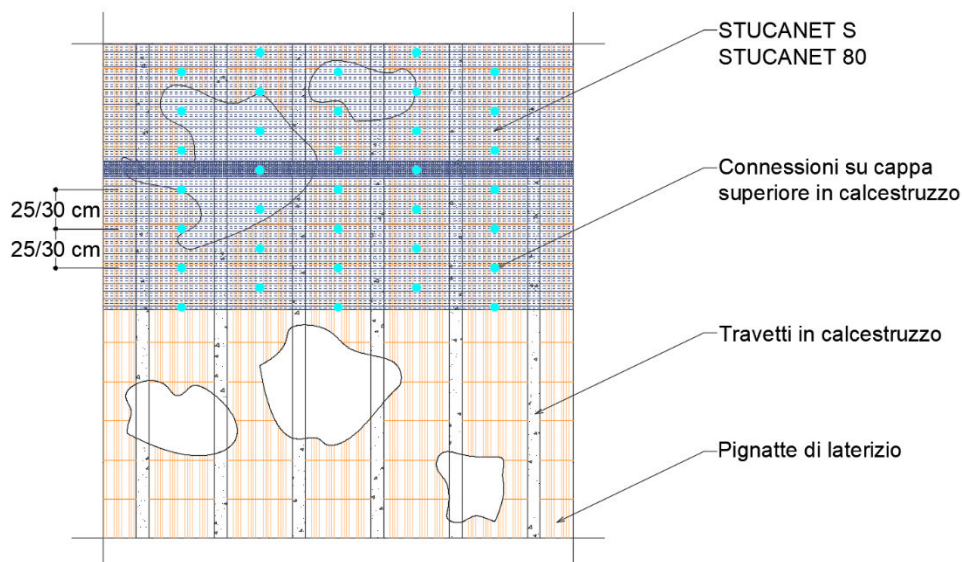 STUCANET S
STUCANET 80
Connessioni su cappa
superiore in calcestruzzo
25/30 cm
25/30 cm
Travetti in calcestruzzo
Pignatte di laterizio